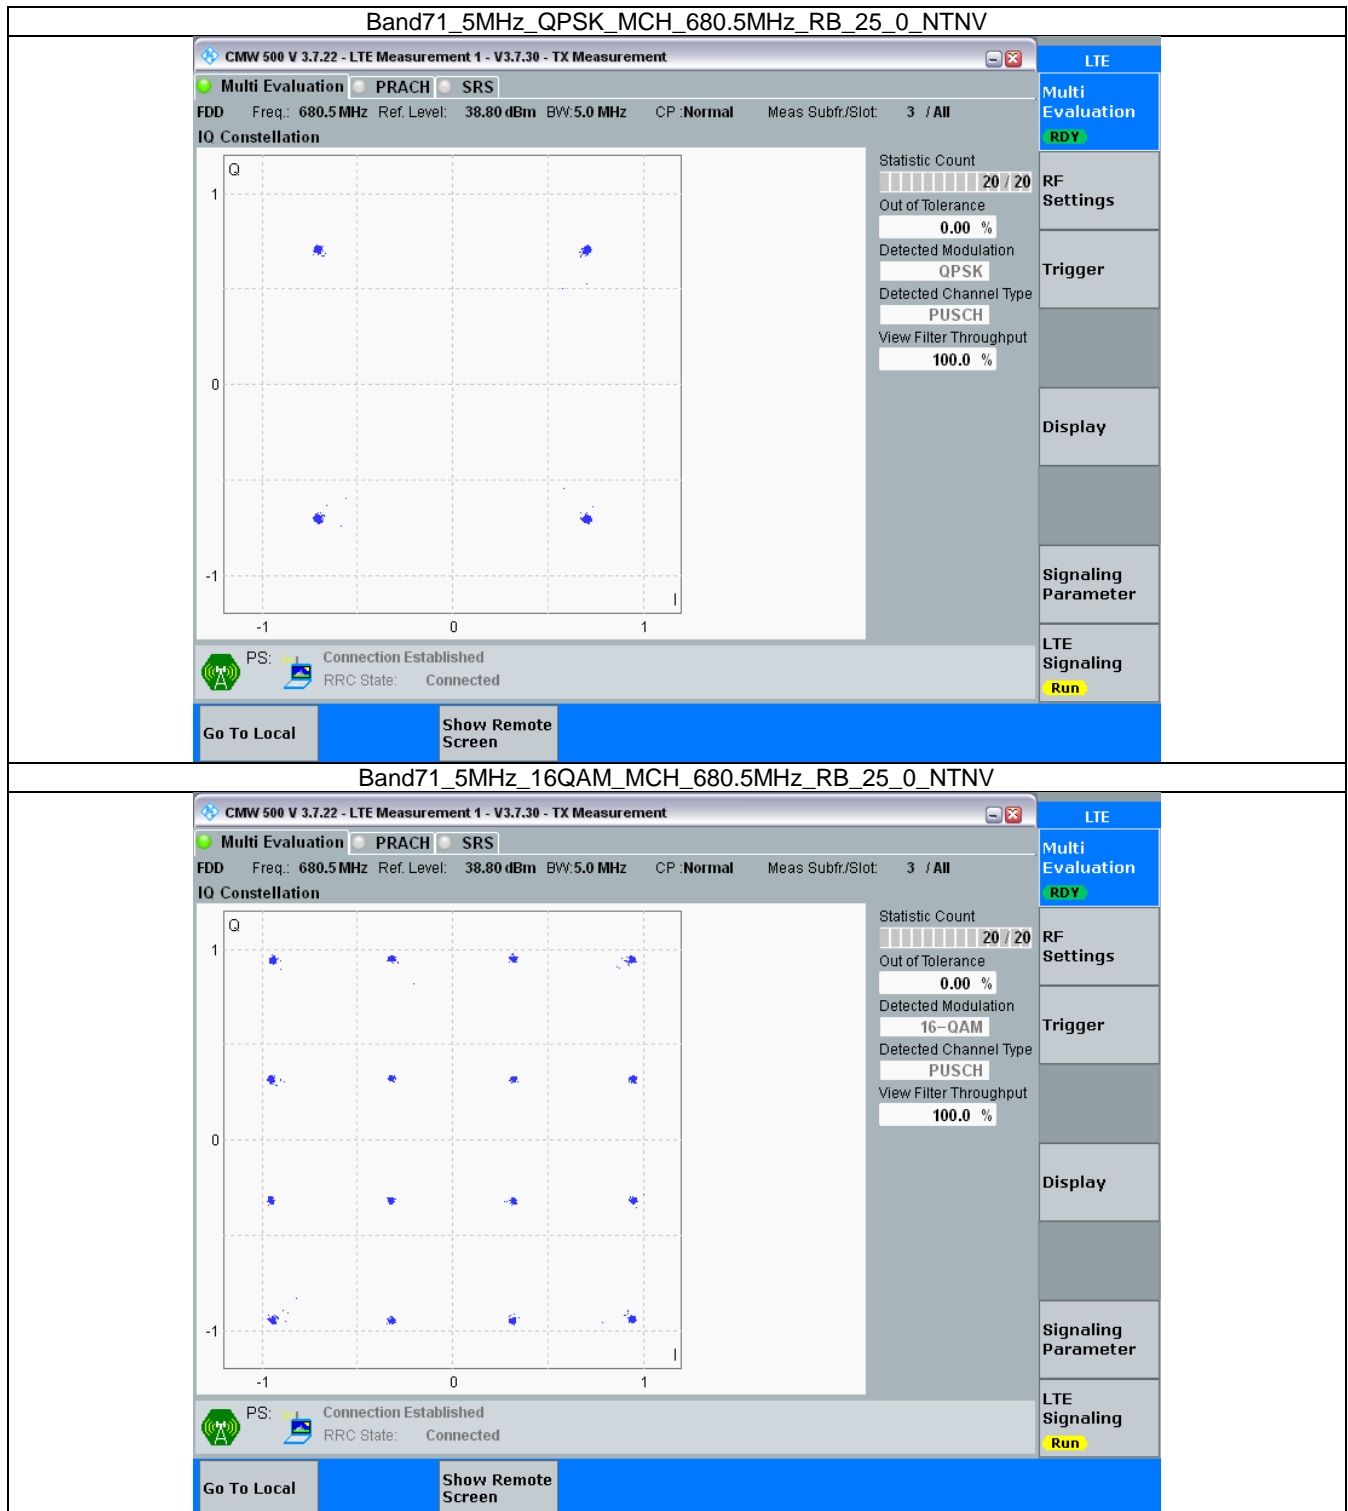 Band71_5MHz_QPSK_MCH_680.5MHz_RB_25_0_NTNV
CMW 500 V 3.7.22 - LTE Measurement 1 - V3.7.30 - TX Measurement
LTE
Multi Evaluation PRACH SRS
Multi
Evaluation
RDY
FDD Freq.: 680.5 MHz Ref. Level: 38.80 dBm BW: 5.0 MHz CP : Normal Meas Subfr./Slot: 3 / All
IQ Constellation
Q
1
0
-1
I
-1 0 1
Statistic Count
20 / 20
Out of Tolerance
0.00 %
Detected Modulation
QPSK
Detected Channel Type
PUSCH
View Filter Throughput
100.0 %
RF
Settings
Trigger
Display
Signaling
Parameter
LTE
Signaling
Run
PS: Connection Established
RRC State: Connected
Go To Local
Show Remote
Screen
Band71_5MHz_16QAM_MCH_680.5MHz_RB_25_0_NTNV
CMW 500 V 3.7.22 - LTE Measurement 1 - V3.7.30 - TX Measurement
LTE
Multi Evaluation PRACH SRS
Multi
Evaluation
RDY
FDD Freq.: 680.5 MHz Ref. Level: 38.80 dBm BW: 5.0 MHz CP : Normal Meas Subfr./Slot: 3 / All
IQ Constellation
Q
1
0
-1
I
-1 0 1
Statistic Count
20 / 20
Out of Tolerance
0.00 %
Detected Modulation
16-QAM
Detected Channel Type
PUSCH
View Filter Throughput
100.0 %
RF
Settings
Trigger
Display
Signaling
Parameter
LTE
Signaling
Run
PS: Connection Established
RRC State: Connected
Go To Local
Show Remote
Screen